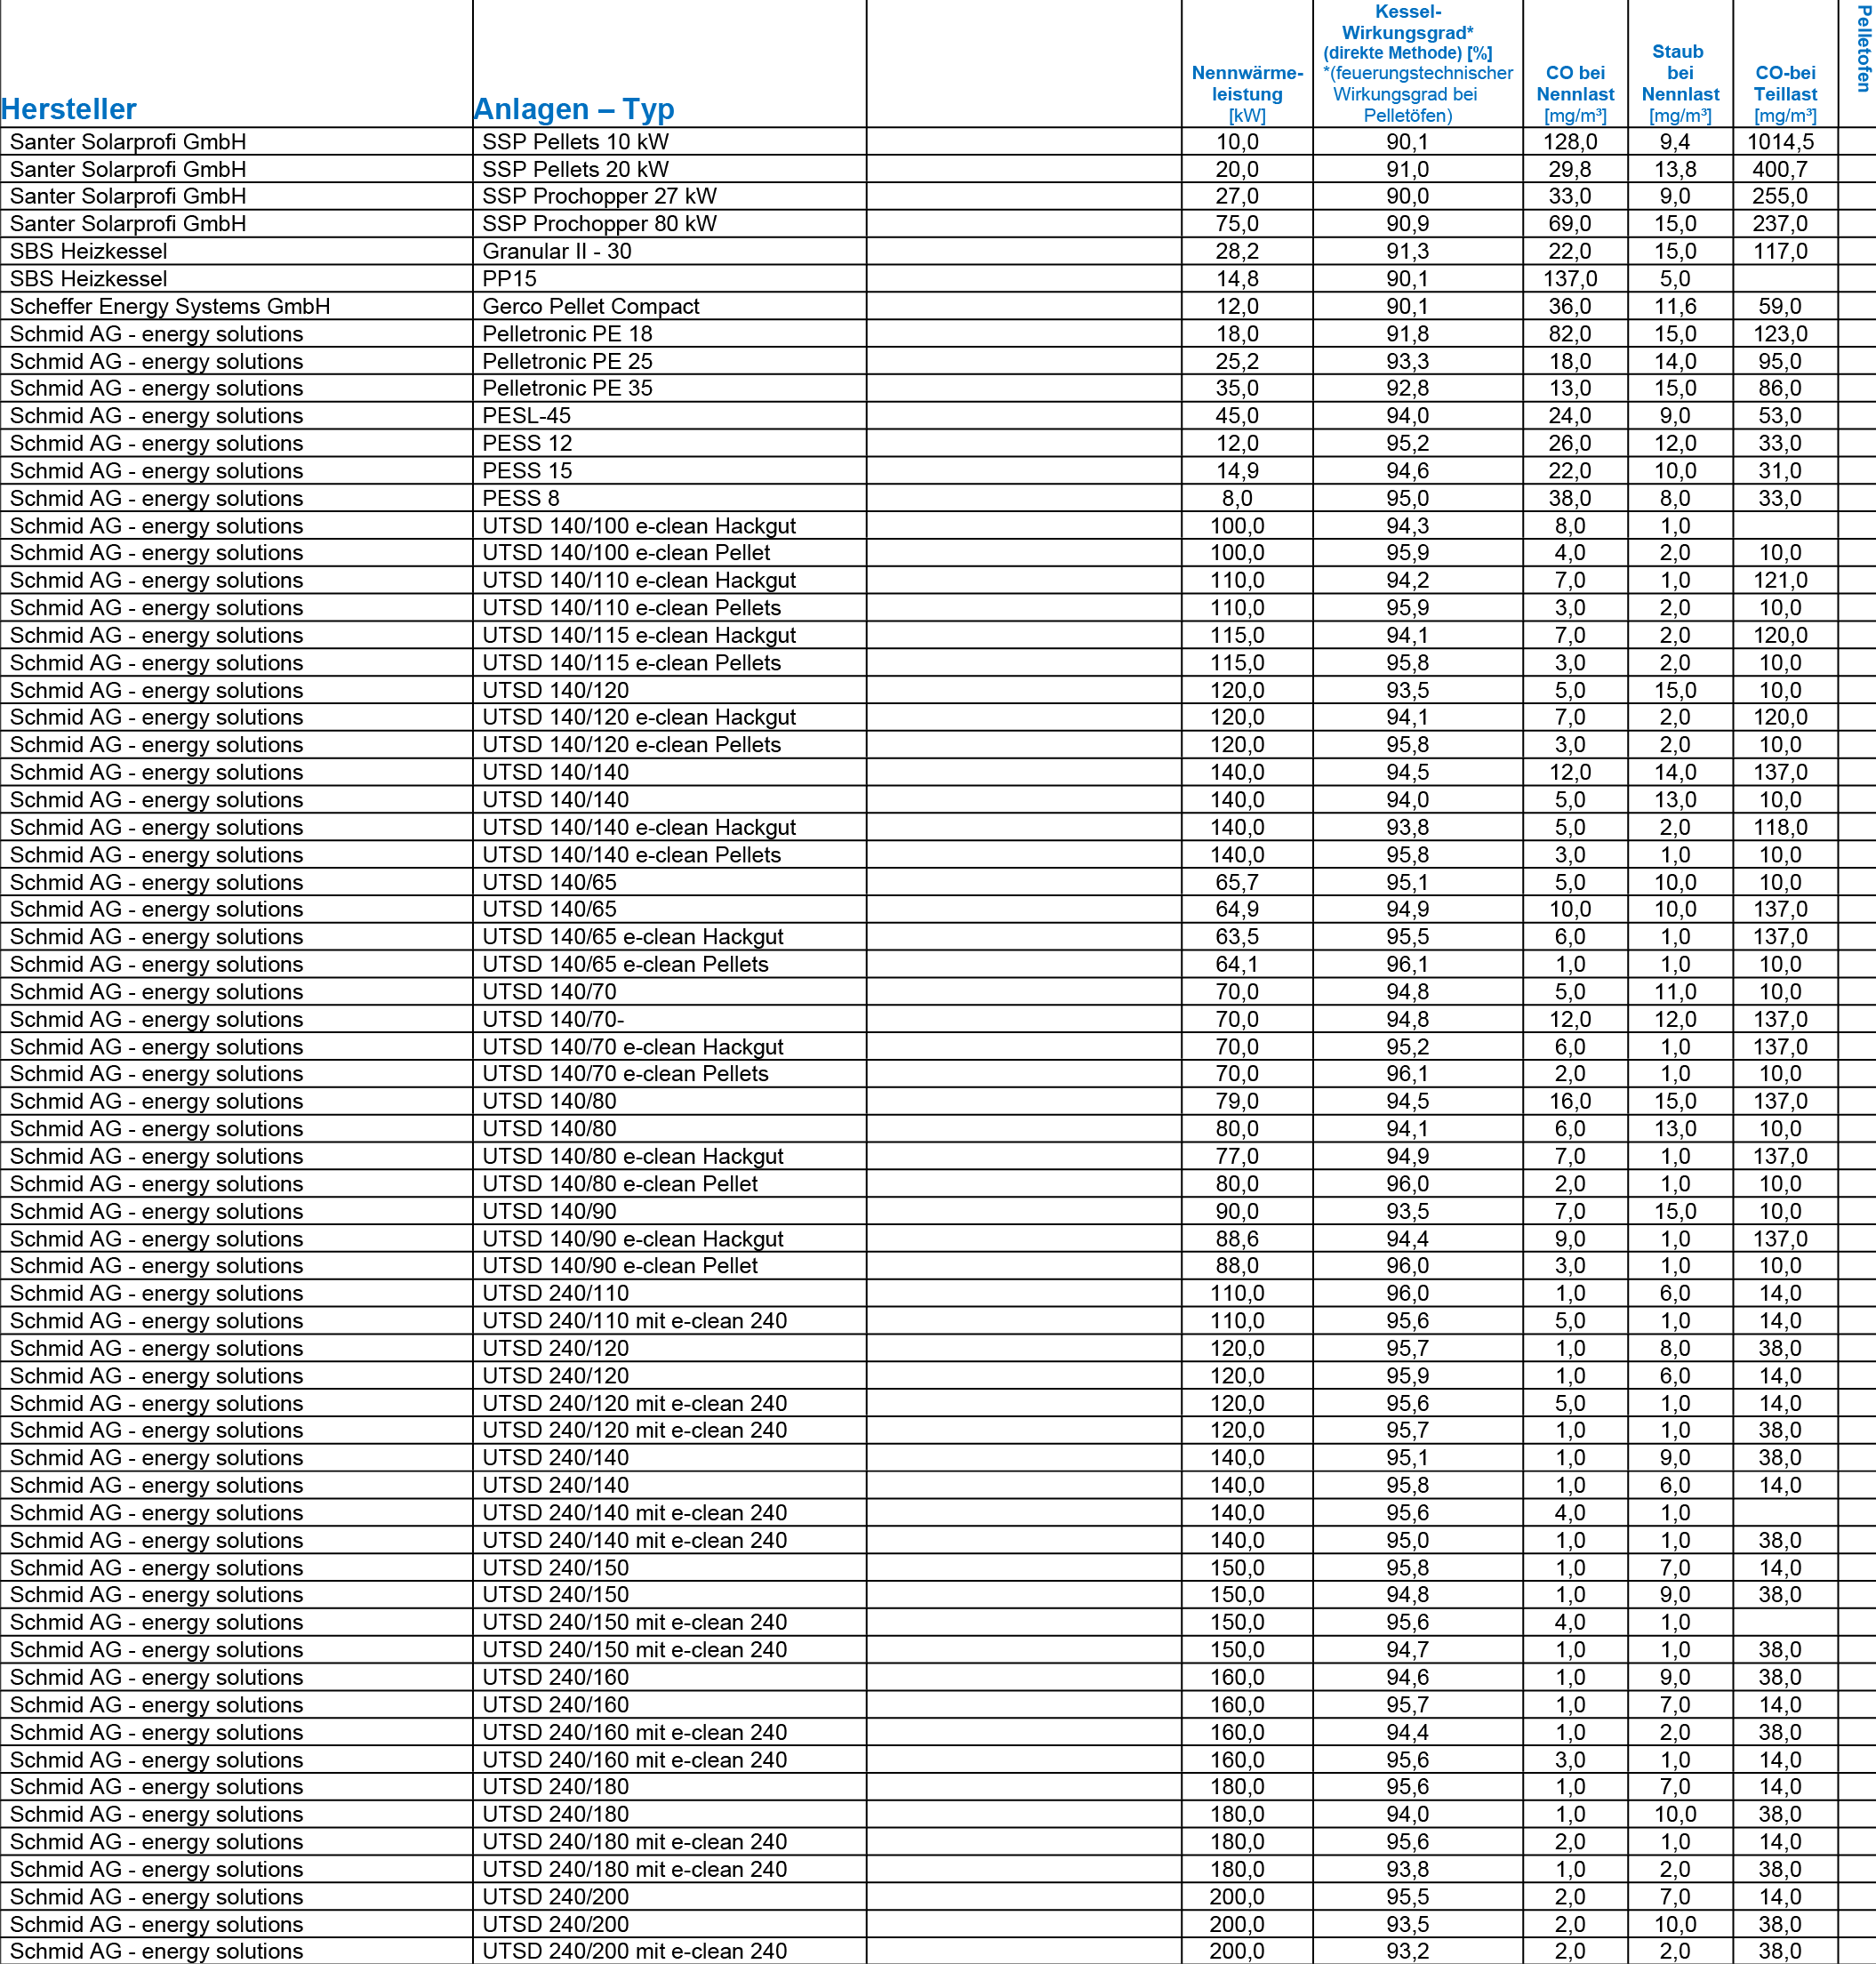 Hersteller Anlagen – Typ Nennwärme-leistung [kW] Kessel-Wirkungsgrad* (direkte Methode) [%] *(feuerungstechnischer Wirkungsgrad bei Pelletöfen) CO bei Nennlast [mg/m³] Staub bei Nennlast [mg/m³] CO-bei Teillast [mg/m³] Pelletofen
Santer Solarprofi GmbH SSP Pellets 10 kW 10,0 90,1 128,0 9,4 1014,5
Santer Solarprofi GmbH SSP Pellets 20 kW 20,0 91,0 29,8 13,8 400,7
Santer Solarprofi GmbH SSP Prochopper 27 kW 27,0 90,0 33,0 9,0 255,0
Santer Solarprofi GmbH SSP Prochopper 80 kW 75,0 90,9 69,0 15,0 237,0
SBS Heizkessel Granular II - 30 28,2 91,3 22,0 15,0 117,0
SBS Heizkessel PP15 14,8 90,1 137,0 5,0
Scheffer Energy Systems GmbH Gerco Pellet Compact 12,0 90,1 36,0 11,6 59,0
Schmid AG - energy solutions Pelletronic PE 18 18,0 91,8 82,0 15,0 123,0
Schmid AG - energy solutions Pelletronic PE 25 25,2 93,3 18,0 14,0 95,0
Schmid AG - energy solutions Pelletronic PE 35 35,0 92,8 13,0 15,0 86,0
Schmid AG - energy solutions PESL-45 45,0 94,0 24,0 9,0 53,0
Schmid AG - energy solutions PESS 12 12,0 95,2 26,0 12,0 33,0
Schmid AG - energy solutions PESS 15 14,9 94,6 22,0 10,0 31,0
Schmid AG - energy solutions PESS 8 8,0 95,0 38,0 8,0 33,0
Schmid AG - energy solutions UTSD 140/100 e-clean Hackgut 100,0 94,3 8,0 1,0
Schmid AG - energy solutions UTSD 140/100 e-clean Pellet 100,0 95,9 4,0 2,0 10,0
Schmid AG - energy solutions UTSD 140/110 e-clean Hackgut 110,0 94,2 7,0 1,0 121,0
Schmid AG - energy solutions UTSD 140/110 e-clean Pellets 110,0 95,9 3,0 2,0 10,0
Schmid AG - energy solutions UTSD 140/115 e-clean Hackgut 115,0 94,1 7,0 2,0 120,0
Schmid AG - energy solutions UTSD 140/115 e-clean Pellets 115,0 95,8 3,0 2,0 10,0
Schmid AG - energy solutions UTSD 140/120 120,0 93,5 5,0 15,0 10,0
Schmid AG - energy solutions UTSD 140/120 e-clean Hackgut 120,0 94,1 7,0 2,0 120,0
Schmid AG - energy solutions UTSD 140/120 e-clean Pellets 120,0 95,8 3,0 2,0 10,0
Schmid AG - energy solutions UTSD 140/140 140,0 94,5 12,0 14,0 137,0
Schmid AG - energy solutions UTSD 140/140 140,0 94,0 5,0 13,0 10,0
Schmid AG - energy solutions UTSD 140/140 e-clean Hackgut 140,0 93,8 5,0 2,0 118,0
Schmid AG - energy solutions UTSD 140/140 e-clean Pellets 140,0 95,8 3,0 1,0 10,0
Schmid AG - energy solutions UTSD 140/65 65,7 95,1 5,0 10,0 10,0
Schmid AG - energy solutions UTSD 140/65 64,9 94,9 10,0 10,0 137,0
Schmid AG - energy solutions UTSD 140/65 e-clean Hackgut 63,5 95,5 6,0 1,0 137,0
Schmid AG - energy solutions UTSD 140/65 e-clean Pellets 64,1 96,1 1,0 1,0 10,0
Schmid AG - energy solutions UTSD 140/70 70,0 94,8 5,0 11,0 10,0
Schmid AG - energy solutions UTSD 140/70- 70,0 94,8 12,0 12,0 137,0
Schmid AG - energy solutions UTSD 140/70 e-clean Hackgut 70,0 95,2 6,0 1,0 137,0
Schmid AG - energy solutions UTSD 140/70 e-clean Pellets 70,0 96,1 2,0 1,0 10,0
Schmid AG - energy solutions UTSD 140/80 79,0 94,5 16,0 15,0 137,0
Schmid AG - energy solutions UTSD 140/80 80,0 94,1 6,0 13,0 10,0
Schmid AG - energy solutions UTSD 140/80 e-clean Hackgut 77,0 94,9 7,0 1,0 137,0
Schmid AG - energy solutions UTSD 140/80 e-clean Pellet 80,0 96,0 2,0 1,0 10,0
Schmid AG - energy solutions UTSD 140/90 90,0 93,5 7,0 15,0 10,0
Schmid AG - energy solutions UTSD 140/90 e-clean Hackgut 88,6 94,4 9,0 1,0 137,0
Schmid AG - energy solutions UTSD 140/90 e-clean Pellet 88,0 96,0 3,0 1,0 10,0
Schmid AG - energy solutions UTSD 240/110 110,0 96,0 1,0 6,0 14,0
Schmid AG - energy solutions UTSD 240/110 mit e-clean 240 110,0 95,6 5,0 1,0 14,0
Schmid AG - energy solutions UTSD 240/120 120,0 95,7 1,0 8,0 38,0
Schmid AG - energy solutions UTSD 240/120 120,0 95,9 1,0 6,0 14,0
Schmid AG - energy solutions UTSD 240/120 mit e-clean 240 120,0 95,6 5,0 1,0 14,0
Schmid AG - energy solutions UTSD 240/120 mit e-clean 240 120,0 95,7 1,0 1,0 38,0
Schmid AG - energy solutions UTSD 240/140 140,0 95,1 1,0 9,0 38,0
Schmid AG - energy solutions UTSD 240/140 140,0 95,8 1,0 6,0 14,0
Schmid AG - energy solutions UTSD 240/140 mit e-clean 240 140,0 95,6 4,0 1,0
Schmid AG - energy solutions UTSD 240/140 mit e-clean 240 140,0 95,0 1,0 1,0 38,0
Schmid AG - energy solutions UTSD 240/150 150,0 95,8 1,0 7,0 14,0
Schmid AG - energy solutions UTSD 240/150 150,0 94,8 1,0 9,0 38,0
Schmid AG - energy solutions UTSD 240/150 mit e-clean 240 150,0 95,6 4,0 1,0
Schmid AG - energy solutions UTSD 240/150 mit e-clean 240 150,0 94,7 1,0 1,0 38,0
Schmid AG - energy solutions UTSD 240/160 160,0 94,6 1,0 9,0 38,0
Schmid AG - energy solutions UTSD 240/160 160,0 95,7 1,0 7,0 14,0
Schmid AG - energy solutions UTSD 240/160 mit e-clean 240 160,0 94,4 1,0 2,0 38,0
Schmid AG - energy solutions UTSD 240/160 mit e-clean 240 160,0 95,6 3,0 1,0 14,0
Schmid AG - energy solutions UTSD 240/180 180,0 95,6 1,0 7,0 14,0
Schmid AG - energy solutions UTSD 240/180 180,0 94,0 1,0 10,0 38,0
Schmid AG - energy solutions UTSD 240/180 mit e-clean 240 180,0 95,6 2,0 1,0 14,0
Schmid AG - energy solutions UTSD 240/180 mit e-clean 240 180,0 93,8 1,0 2,0 38,0
Schmid AG - energy solutions UTSD 240/200 200,0 95,5 2,0 7,0 14,0
Schmid AG - energy solutions UTSD 240/200 200,0 93,5 2,0 10,0 38,0
Schmid AG - energy solutions UTSD 240/200 mit e-clean 240 200,0 93,2 2,0 2,0 38,0